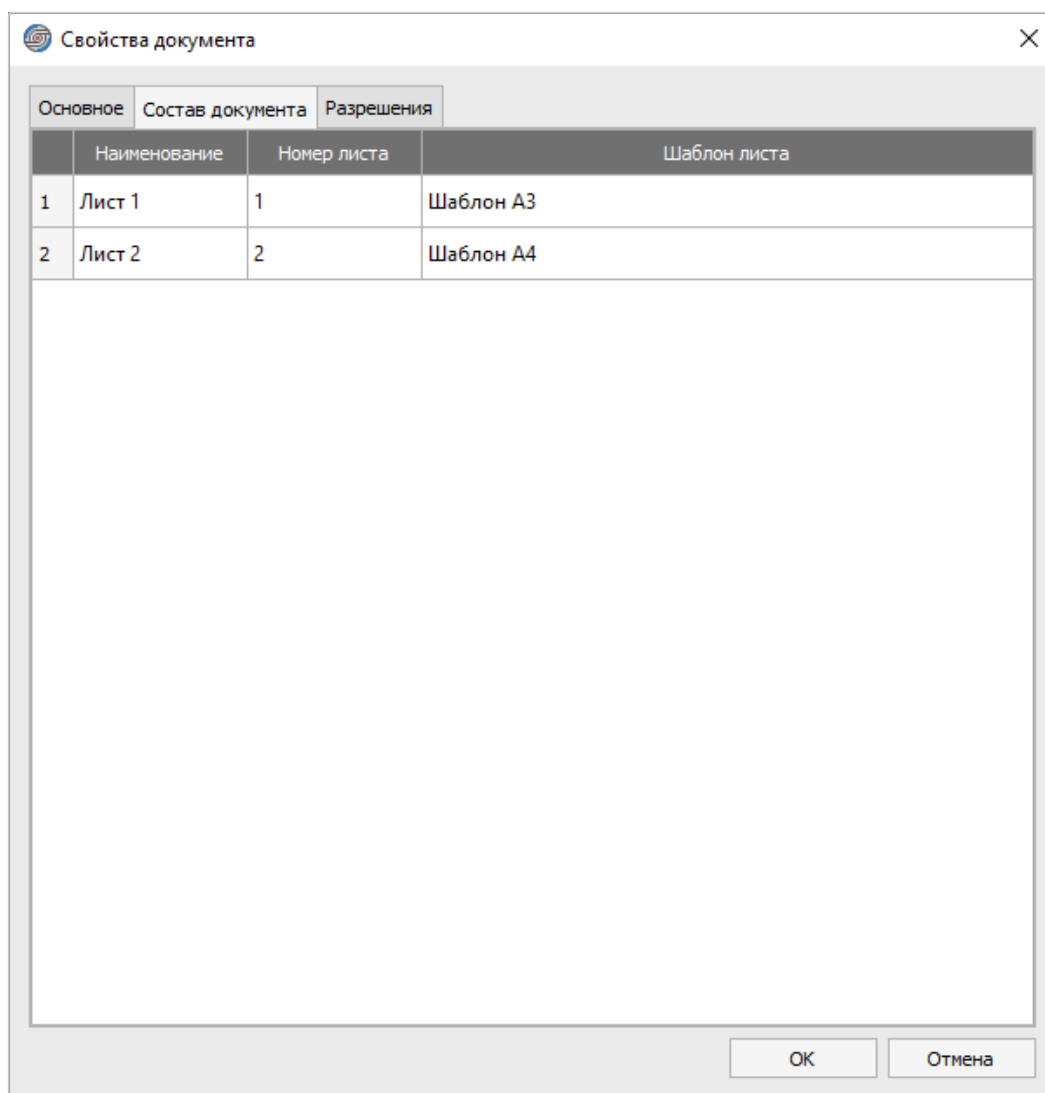 Свойства документа
Основное Состав документа Разрешения
Наименование Номер листа Шаблон листа
1 Лист 1 1 Шаблон А3
2 Лист 2 2 Шаблон А4
ОК Отмена